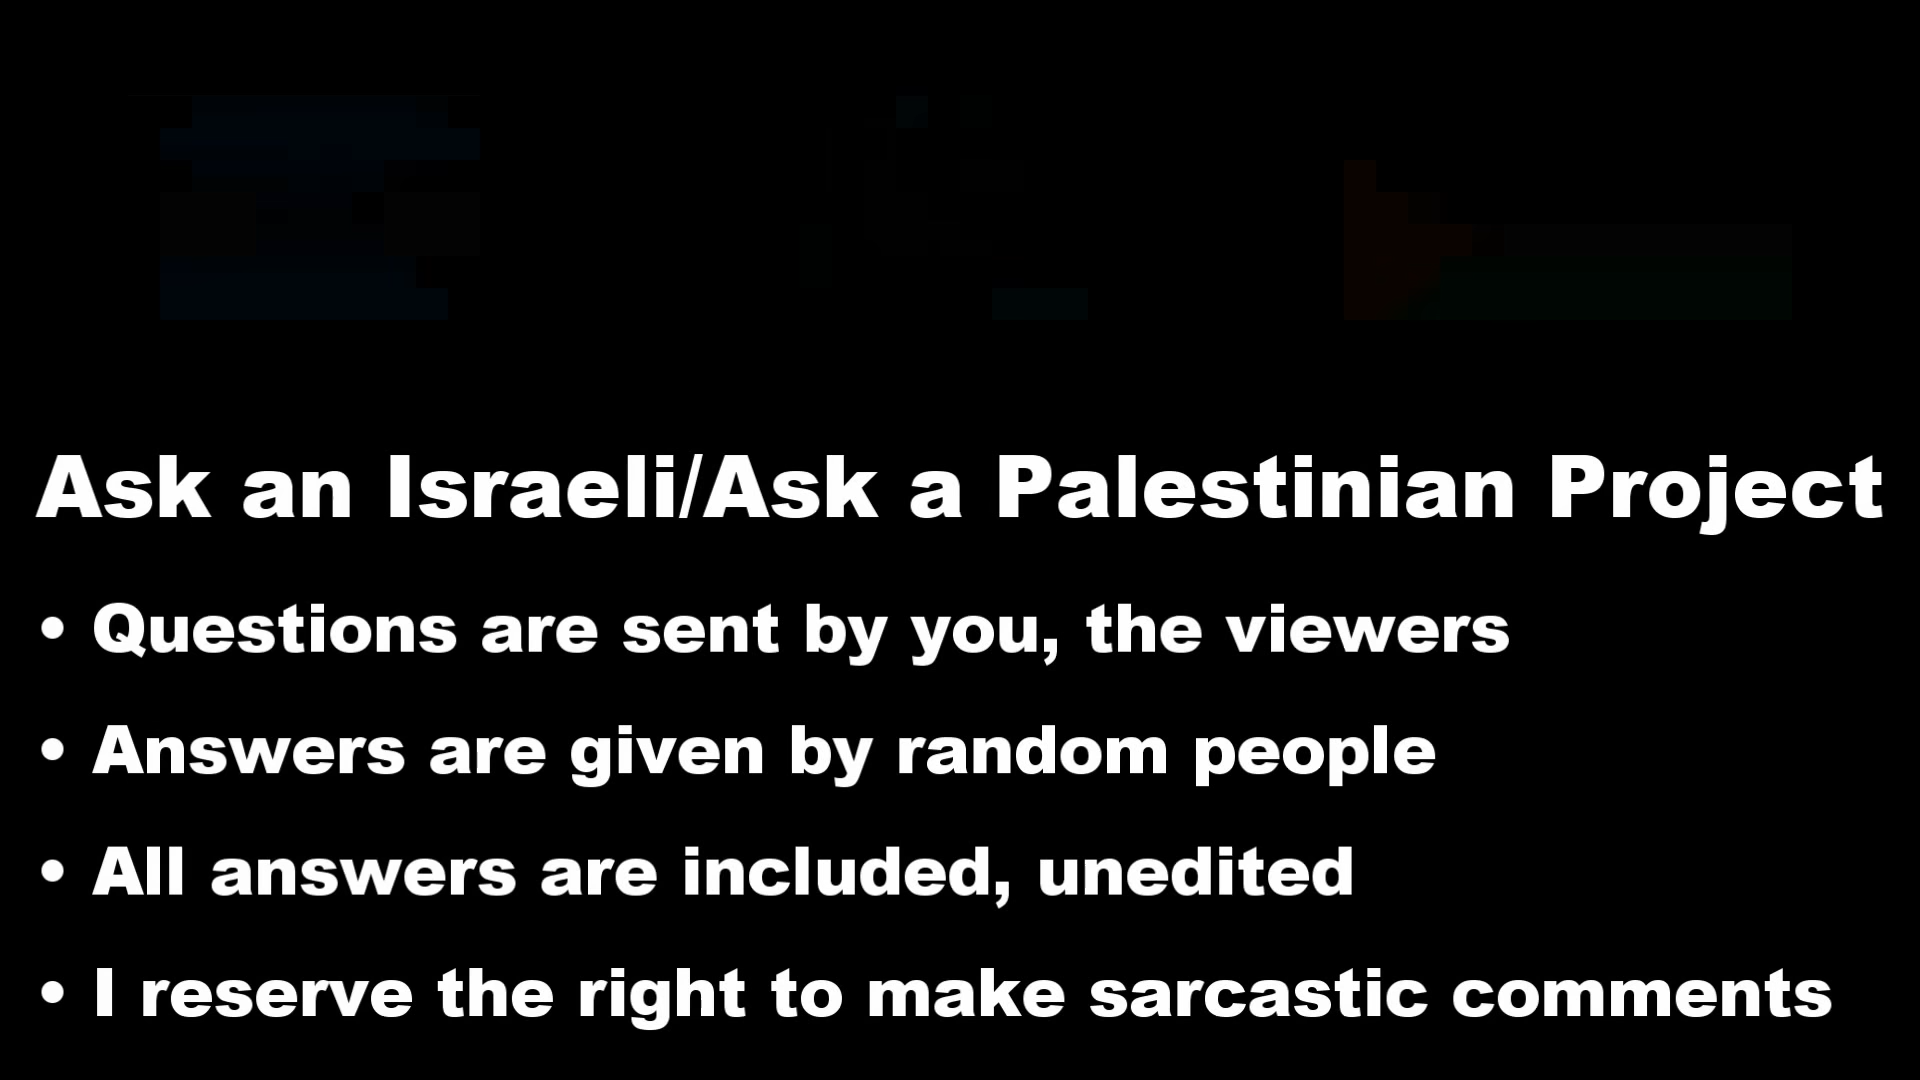 Ask an Israeli/Ask a Palestinian Project
• Questions are sent by you, the viewers
• Answers are given by random people
• All answers are included, unedited
• I reserve the right to make sarcastic comments